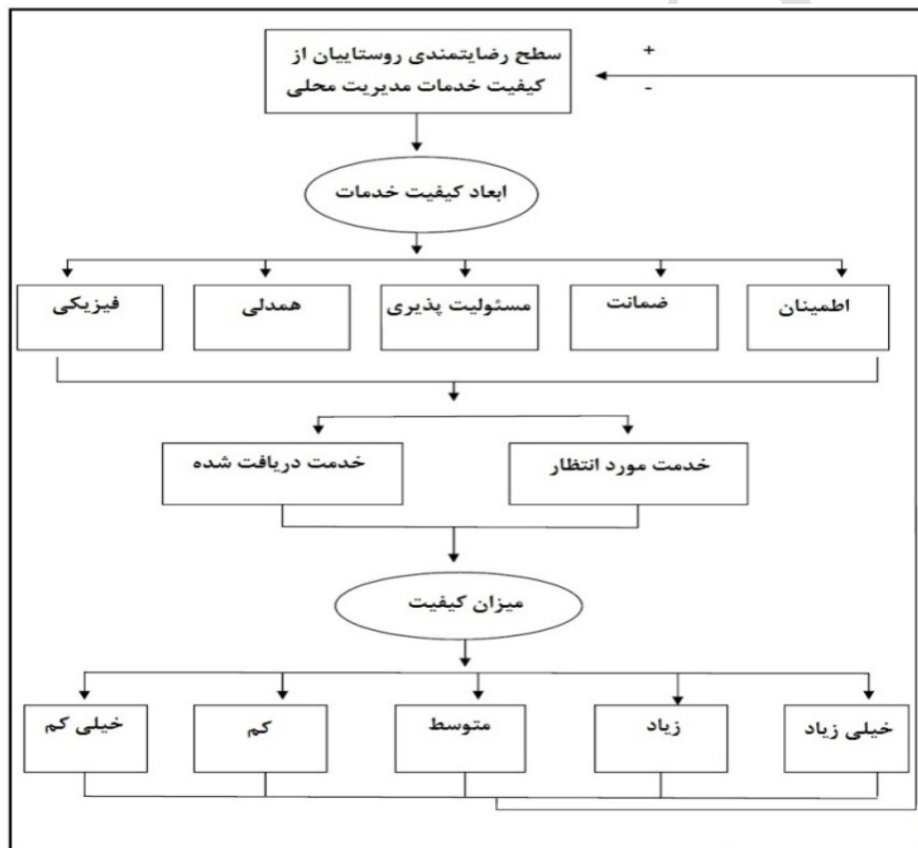 سطح رضایتمندی روستاییان از
کیفیت خدمات مدیریت محلی
+
-
ابعاد کیفیت خدمات
اطمینان
ضمانت
مسئولیت پذیری
همدلی
فیزیکی
خدمت مورد انتظار
خدمت دریافت شده
میزان کیفیت
خیلی زیاد
زیاد
متوسط
کم
خیلی کم